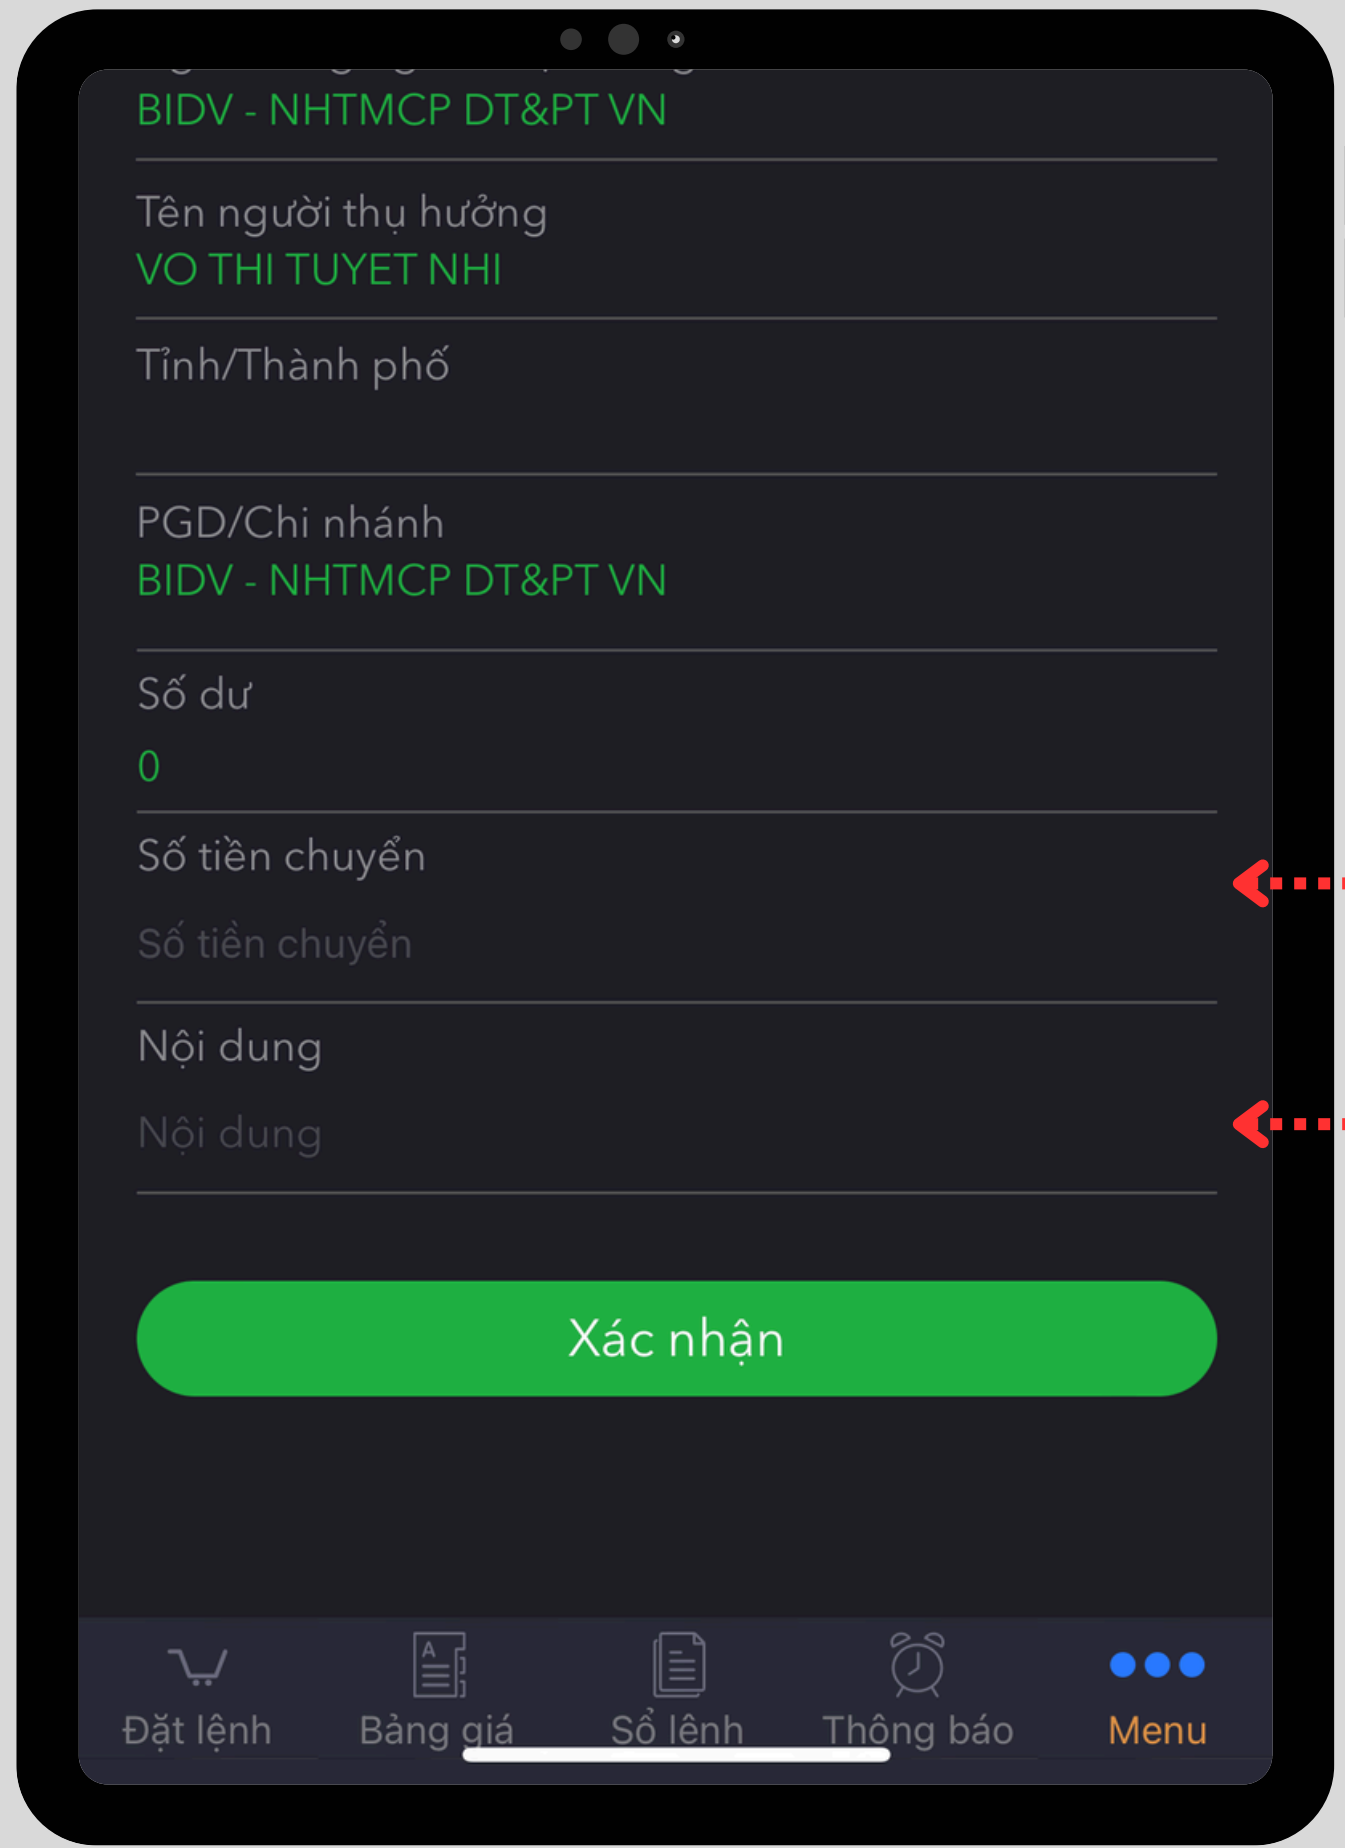 BIDV - NHTMCP DT&PT VN
Tên người thụ hưởng
VO THI TUYET NHI
Tỉnh/Thành phố
PGD/Chi nhánh
BIDV - NHTMCP DT&PT VN
Số dư
0
Số tiền chuyển
Số tiền chuyển
Nội dung
Nội dung
Xác nhận
Đặt lệnh Bảng giá Sổ lệnh Thông báo Menu